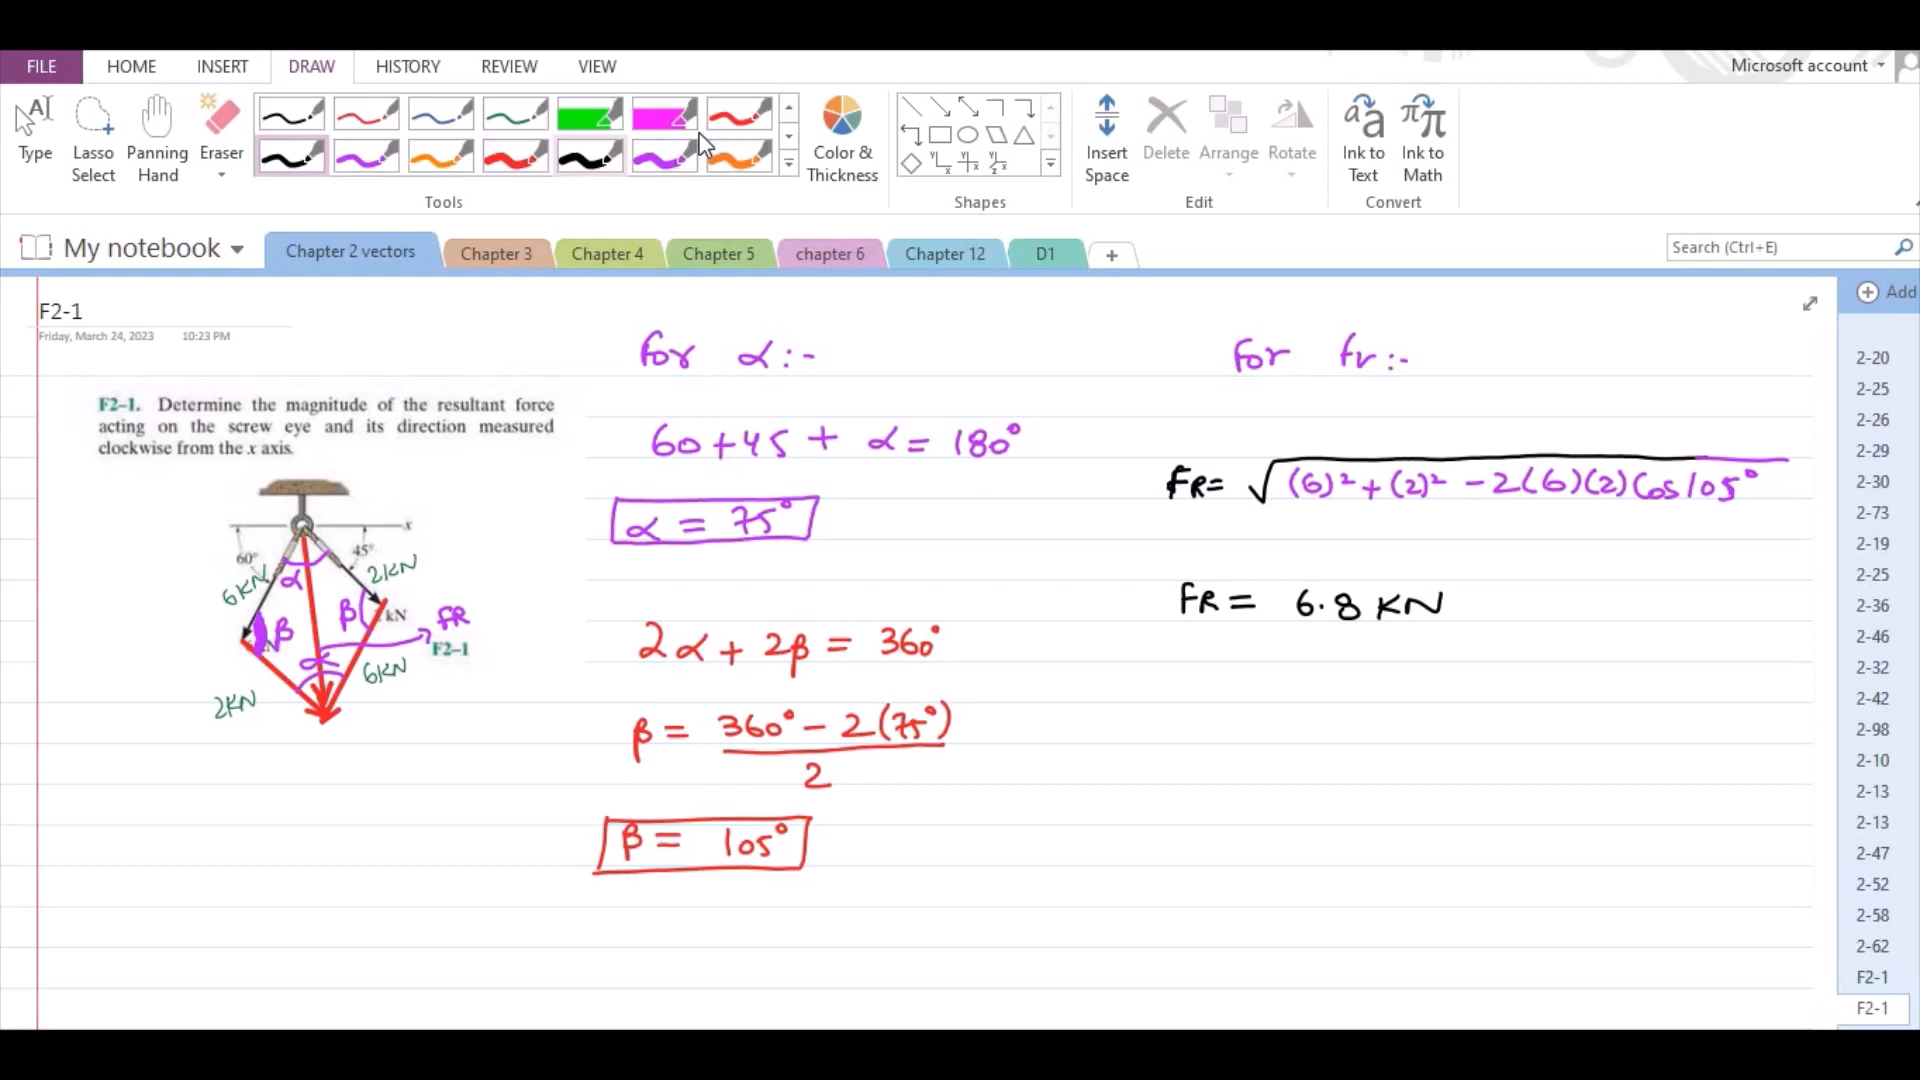 FILE HOME INSERT DRAW HISTORY REVIEW VIEW Microsoft account
Type
Lasso Select
Panning Hand
Eraser
Color & Thickness
Insert Space
Delete Arrange Rotate
Ink to Text
Ink to Math
Tools Shapes Edit Convert
My notebook Chapter 2 vectors Chapter 3 Chapter 4 Chapter 5 chapter 6 Chapter 12 D1 + Search (Ctrl+E)
Add
F2-1
Friday, March 24, 2023 10:23 PM
F2–1. Determine the magnitude of the resultant force
acting on the screw eye and its direction measured
clockwise from the x axis.
x
60° 45°
6KN α 2KN
β β kN FR
F2–1
α 6KN
2KN
For α:-
60+45+ α = 180°
α = 75°
2α + 2β = 360°
β = 360° - 2(75°)
2
β = 105°
For fr:-
FR= √(6)²+(2)² -2(6)(2)Cos105°
FR = 6.8 KN
2-20
2-25
2-26
2-29
2-30
2-73
2-19
2-25
2-36
2-46
2-32
2-42
2-98
2-10
2-13
2-13
2-47
2-52
2-58
2-62
F2-1
F2-1